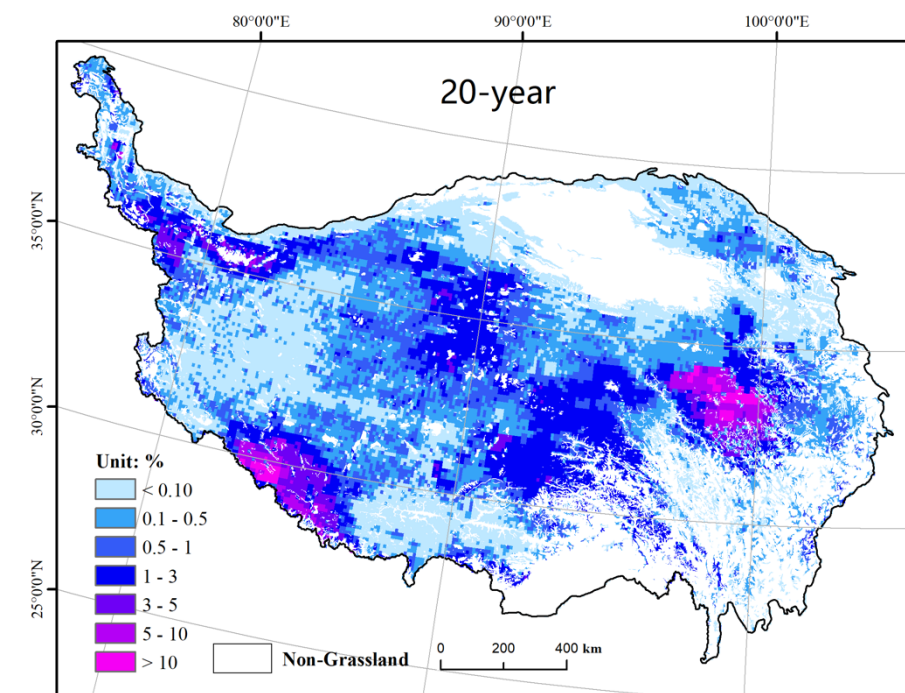 80°0'0"E 90°0'0"E 100°0'0"E
20-year
35°0'0"N
30°0'0"N
25°0'0"N
Unit: %
< 0.10
0.1 - 0.5
0.5 - 1
1 - 3
3 - 5
5 - 10
> 10
Non-Grassland
0 200 400 km